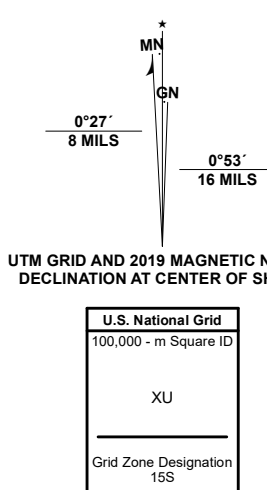 ★
MN
GN
0°27´
8 MILS
0°53´
16 MILS
UTM GRID AND 2019 MAGNETIC
DECLINATION AT CENTER OF
U.S. National Grid
100,000 - m Square ID
XU
Grid Zone Designation
15S